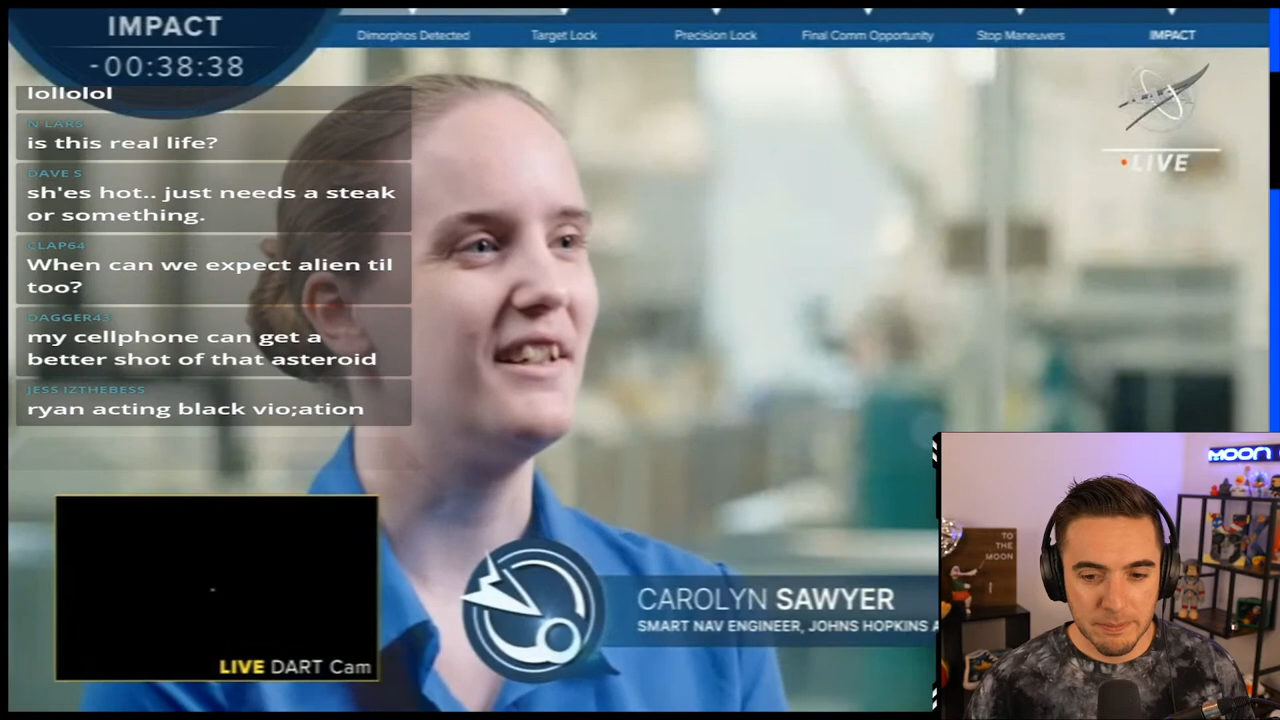 IMPACT
-00:38:38
Dimorphos Detected
Target Lock
Precision Lock
Final Comm Opportunity
Stop Maneuvers
IMPACT
lollolol
N LARS
is this real life?
DAVE S
sh'es hot.. just needs a steak
or something.
CLAP64
When can we expect alien til
too?
DAGGER43
my cellphone can get a
better shot of that asteroid
JESS IZTHEBESS
ryan acting black vio;ation
LIVE
MOON
TO
THE
MOON
CAROLYN SAWYER
SMART NAV ENGINEER, JOHNS HOPKINS A
LIVE DART Cam